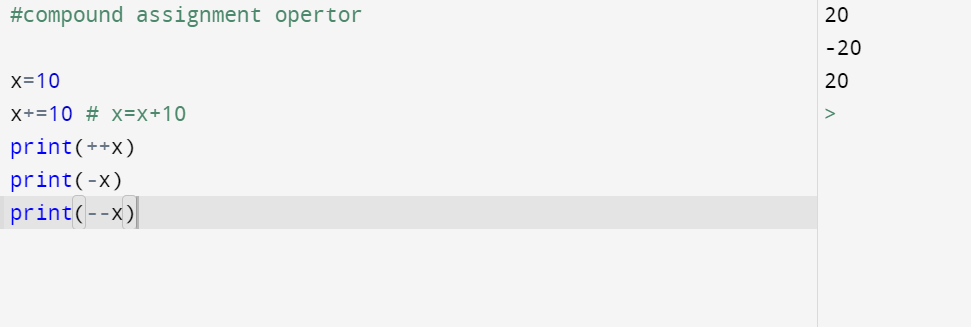 #compound assignment opertor
x=10
x+=10 # x=x+10
print(++x)
print(-x)
print(--x)
20
-20
20
>